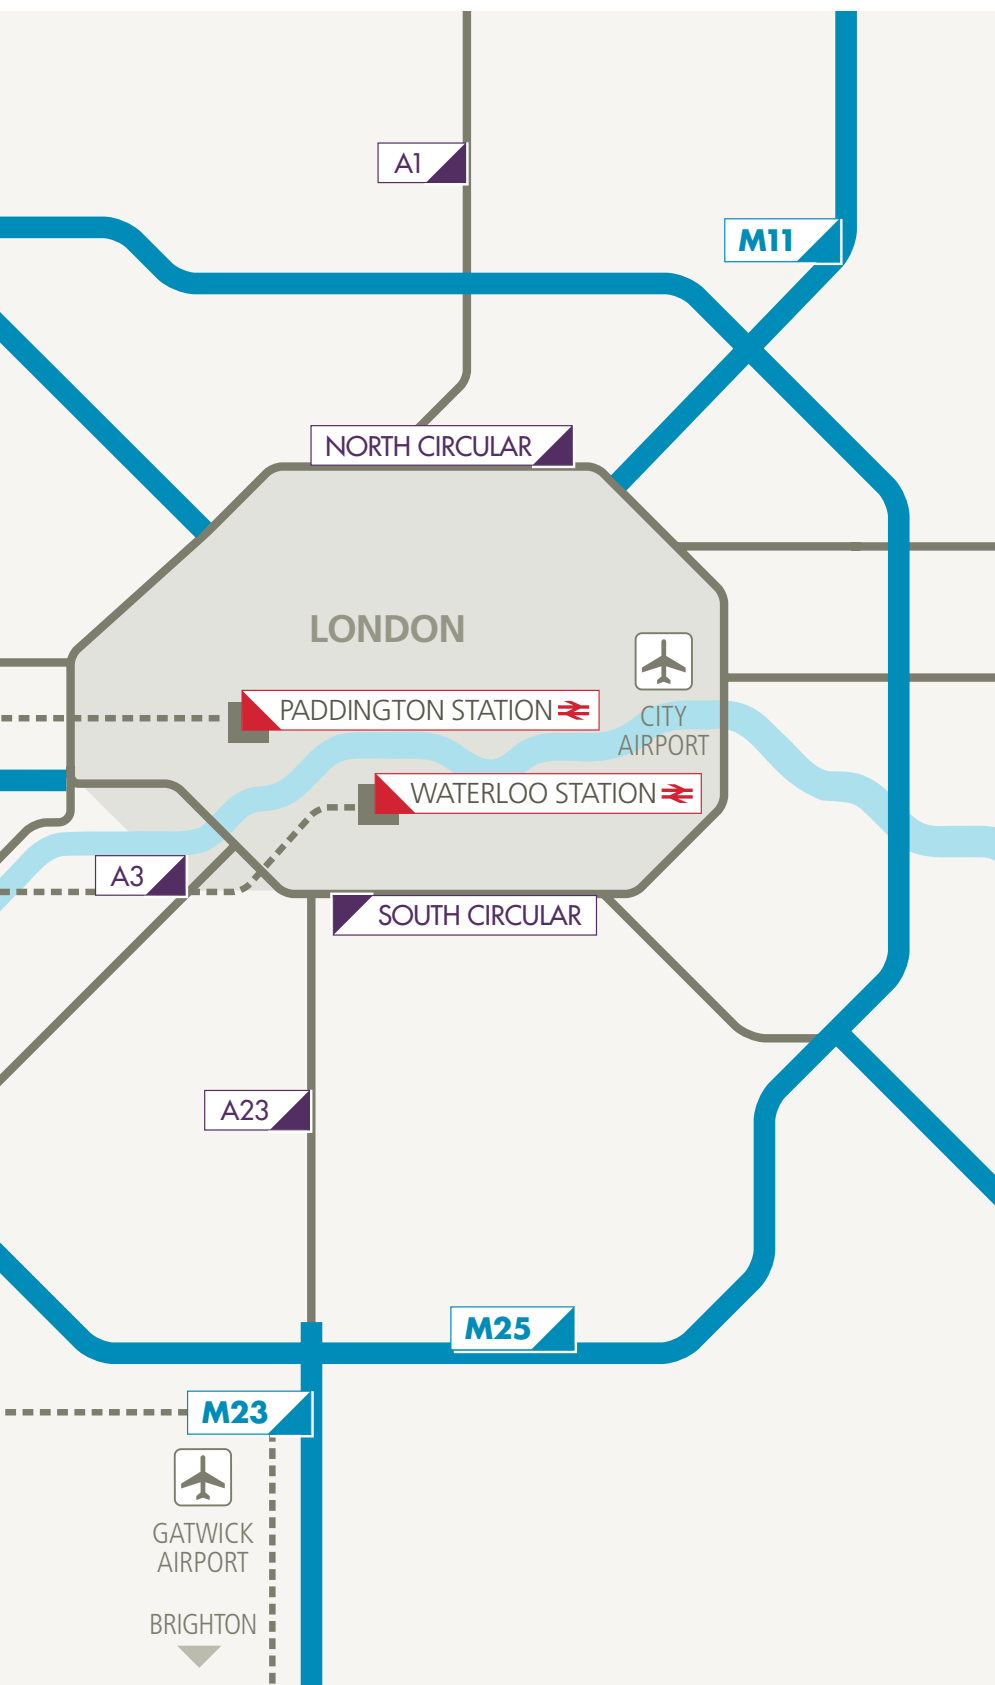 A1
M11
NORTH CIRCULAR
LONDON
PADDINGTON STATION
CITY
AIRPORT
WATERLOO STATION
A3
SOUTH CIRCULAR
A23
M25
M23
GATWICK
AIRPORT
BRIGHTON